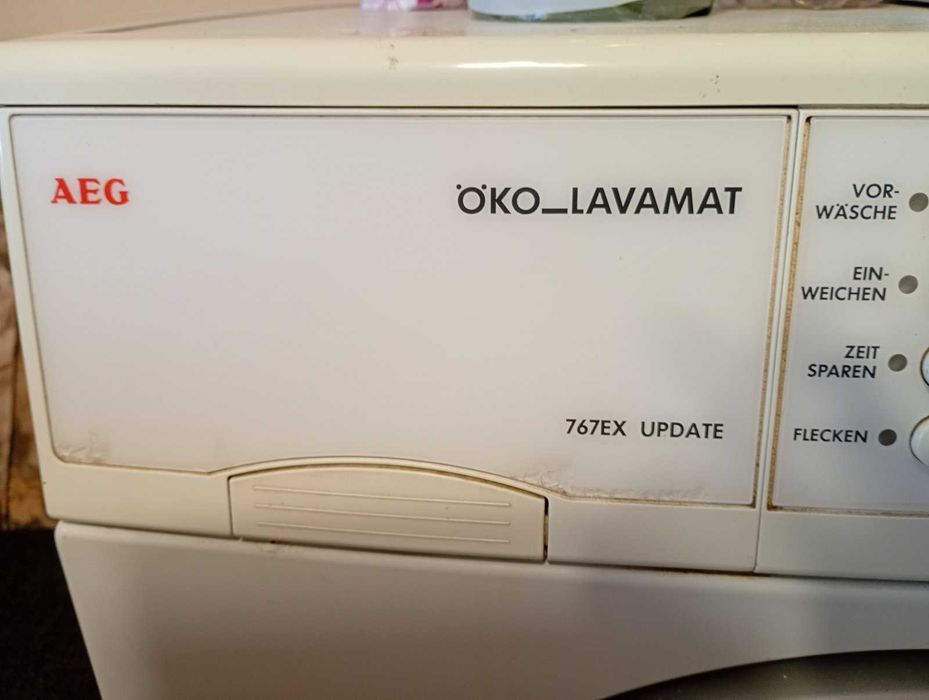 AEG
ÖKO_LAVAMAT
767EX UPDATE
VOR-
WÄSCHE
EIN-
WEICHEN
ZEIT
SPAREN
FLECKEN